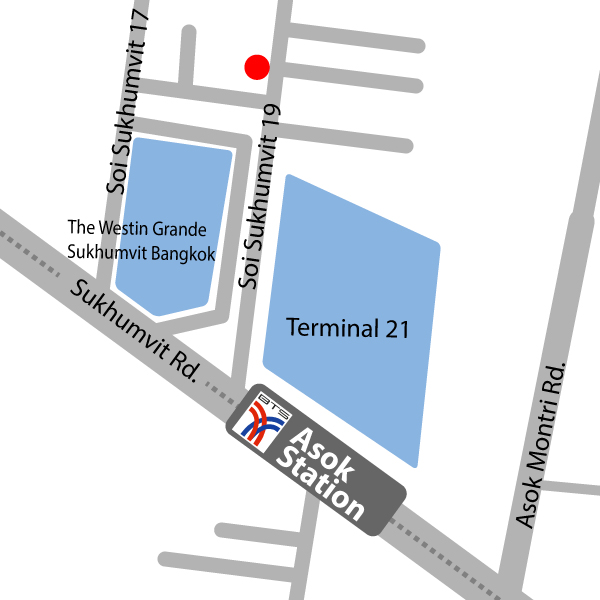 Soi Sukhumvit 17
Soi Sukhumvit 19
The Westin Grande
Sukhumvit Bangkok
Terminal 21
Sukhumvit Rd.
BTS
Asok
Station
Asok Montri Rd.